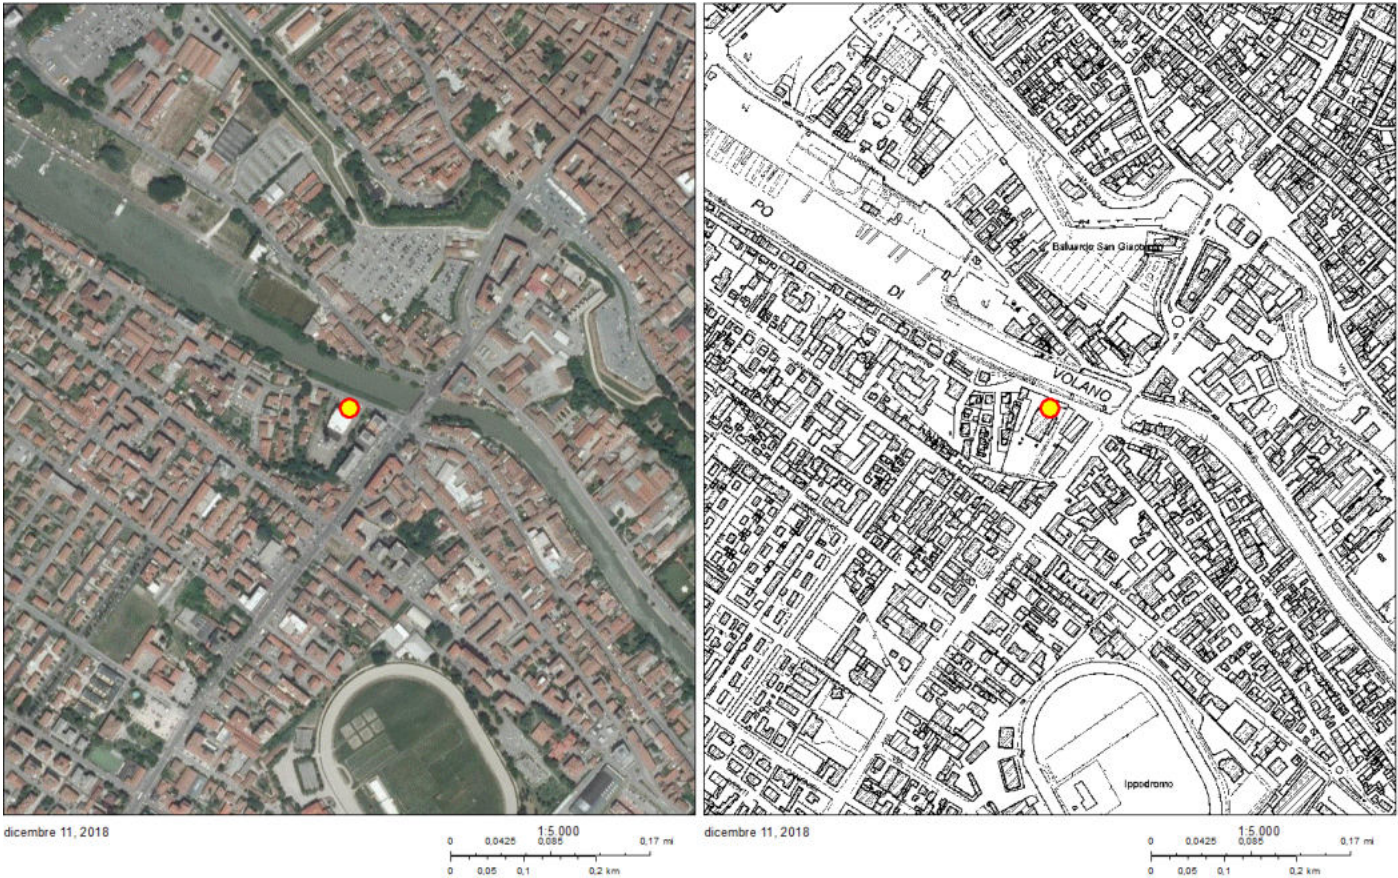 PO
DARSENA
DI
Baluardo San Giacomo
VOLANO
Ippodromo
dicembre 11, 2018
1:5.000
0 0,0425 0,085 0,17 mi
0 0,05 0,1 0,2 km
dicembre 11, 2018
1:5.000
0 0,0425 0,085 0,17 mi
0 0,05 0,1 0,2 km